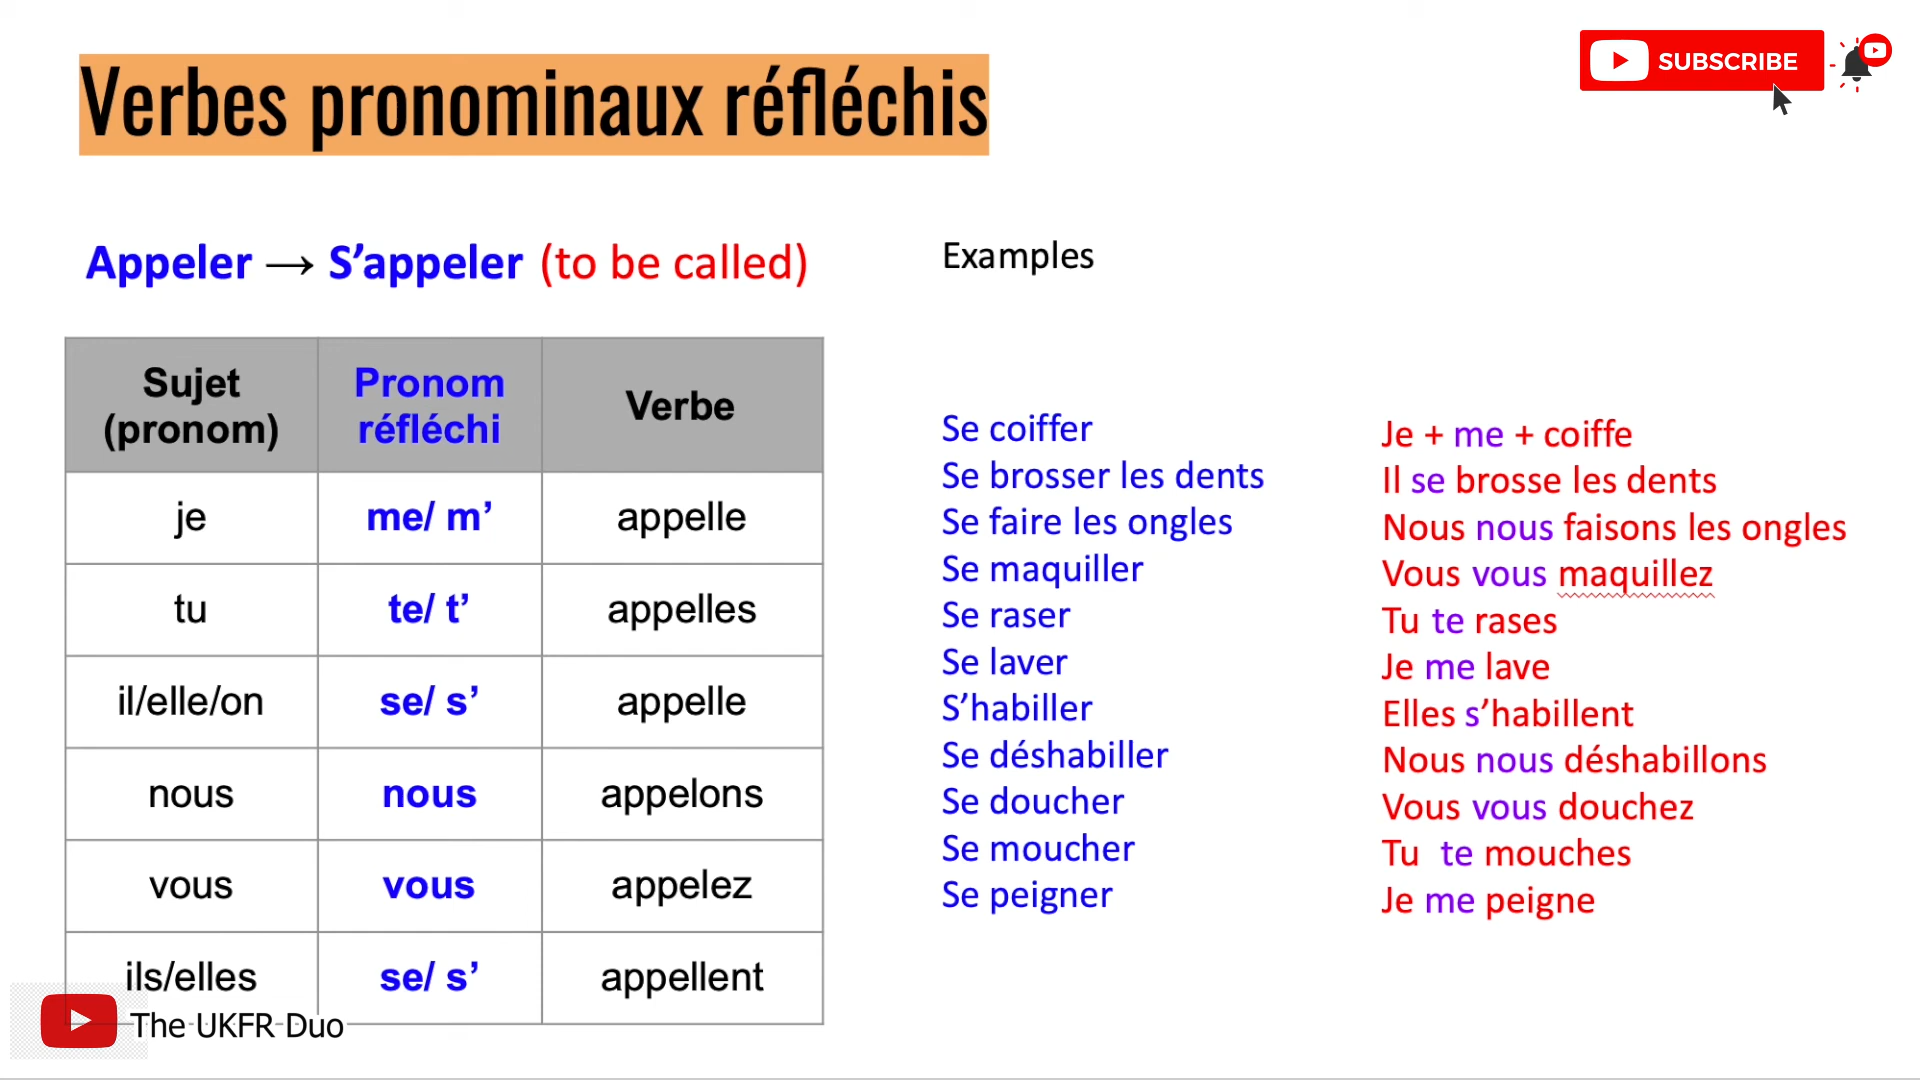 Verbes pronominaux réfléchis
SUBSCRIBE
Appeler → S’appeler (to be called)
Sujet (pronom) Pronom réfléchi Verbe
je me/ m’ appelle
tu te/ t’ appelles
il/elle/on se/ s’ appelle
nous nous appelons
vous vous appelez
ils/elles se/ s’ appellent
Examples
Se coiffer
Se brosser les dents
Se faire les ongles
Se maquiller
Se raser
Se laver
S’habiller
Se déshabiller
Se doucher
Se moucher
Se peigner
Je + me + coiffe
Il se brosse les dents
Nous nous faisons les ongles
Vous vous maquillez
Tu te rases
Je me lave
Elles s’habillent
Nous nous déshabillons
Vous vous douchez
Tu te mouches
Je me peigne
The UKFR Duo